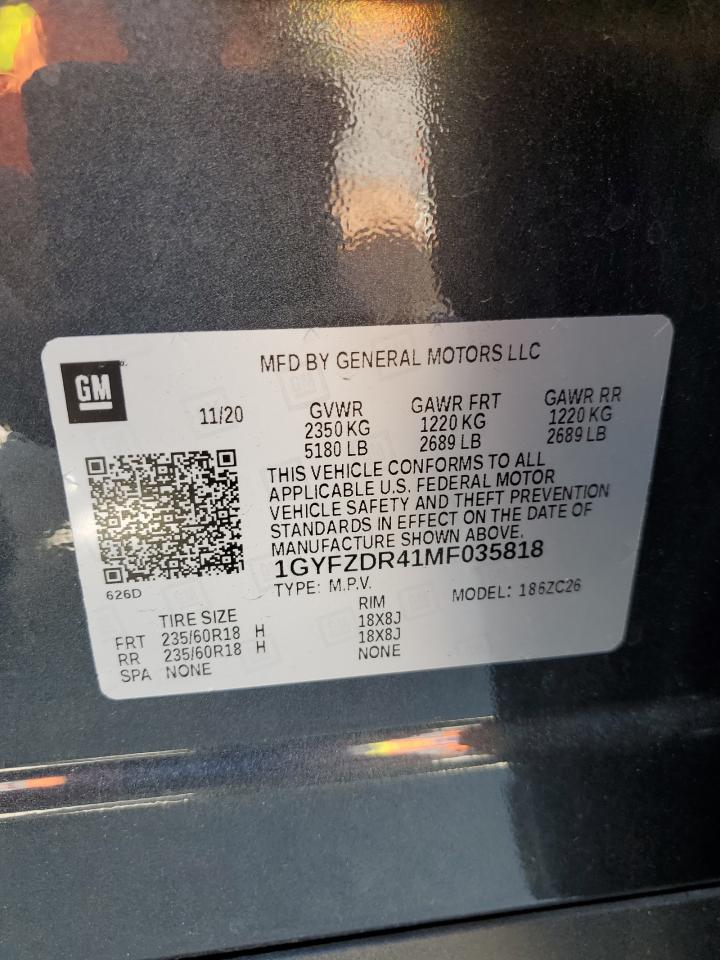 MFD BY GENERAL MOTORS LLC
GM
11/20
GVWR GAWR FRT GAWR RR
2350 KG 1220 KG 1220 KG
5180 LB 2689 LB 2689 LB
THIS VEHICLE CONFORMS TO ALL
APPLICABLE U.S. FEDERAL MOTOR
VEHICLE SAFETY AND THEFT PREVENTION
STANDARDS IN EFFECT ON THE DATE OF
MANUFACTURE SHOWN ABOVE.
1GYFZDR41MF035818
626D
TYPE: M.P.V. MODEL: 186ZC26
TIRE SIZE RIM
FRT 235/60R18 H 18X8J
RR 235/60R18 H 18X8J
SPA NONE NONE